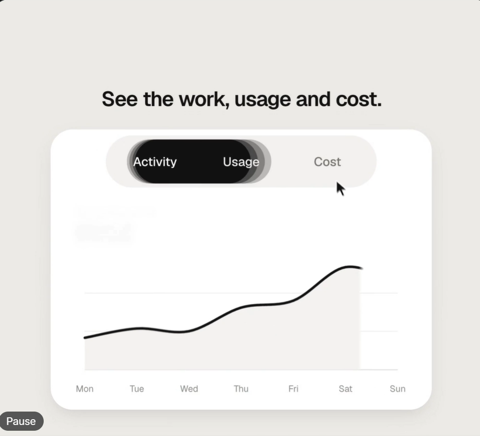 See the work, usage and cost.
Activity Usage Cost
Mon Tue Wed Thu Fri Sat Sun
Pause